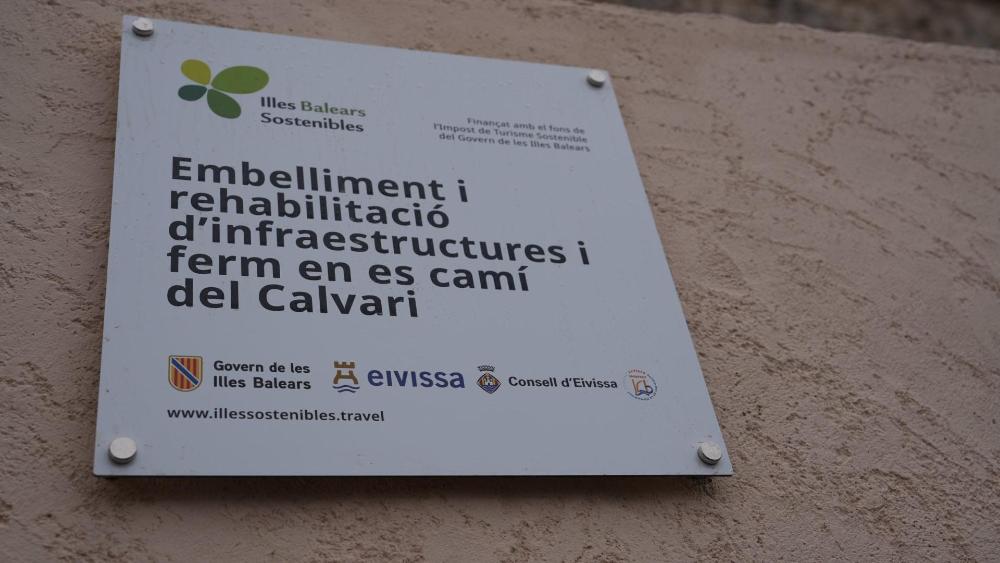 Illes Balears
Sostenibles
Finançat amb el fons de
l'Impost de Turisme Sostenible
del Govern de les Illes Balears
Embelliment i
rehabilitació
d'infraestructures i
ferm en es camí
del Calvari
Govern de les
Illes Balears
eivissa
Consell d'Eivissa
www.illessostenibles.travel